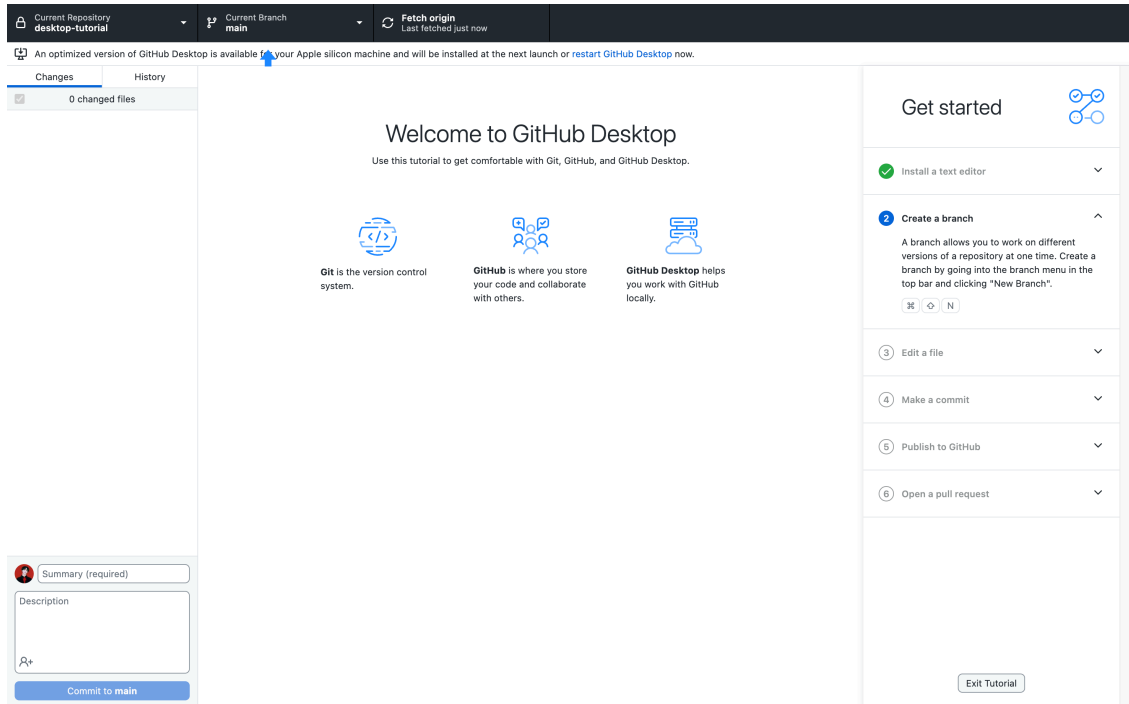 Current Repository
desktop-tutorial
Current Branch
main
Fetch origin
Last fetched just now
An optimized version of GitHub Desktop is available for your Apple silicon machine and will be installed at the next launch or restart GitHub Desktop now.
Changes
History
0 changed files
Welcome to GitHub Desktop
Use this tutorial to get comfortable with Git, GitHub, and GitHub Desktop.
Git is the version control
system.
GitHub is where you store
your code and collaborate
with others.
GitHub Desktop helps
you work with GitHub
locally.
Get started
Install a text editor
2 Create a branch
A branch allows you to work on different
versions of a repository at one time. Create a
branch by going into the branch menu in the
top bar and clicking "New Branch".
⌘ ⇧ N
3 Edit a file
4 Make a commit
5 Publish to GitHub
6 Open a pull request
Exit Tutorial
Summary (required)
Description
Commit to main